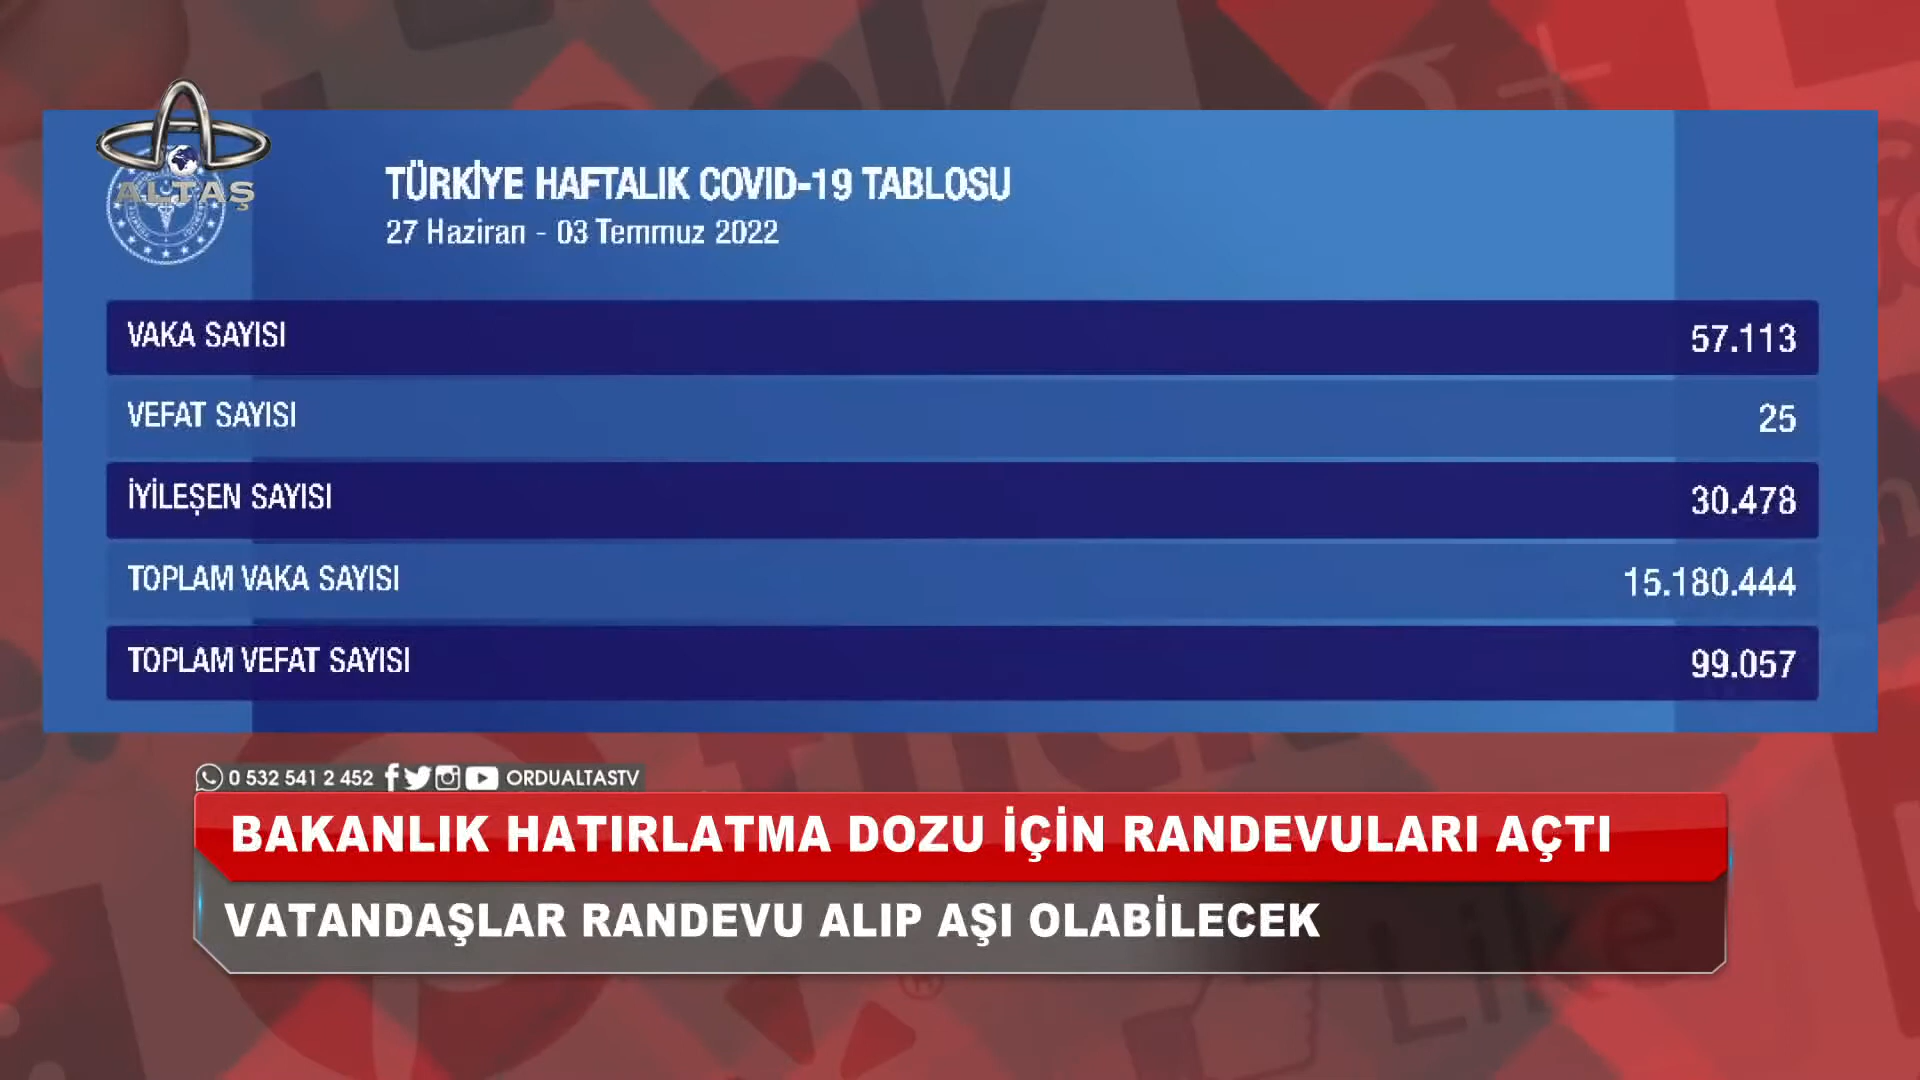 ALTAŞ
TÜRKİYE HAFTALIK COVID-19 TABLOSU
27 Haziran - 03 Temmuz 2022
VAKA SAYISI 57.113
VEFAT SAYISI 25
İYİLEŞEN SAYISI 30.478
TOPLAM VAKA SAYISI 15.180.444
TOPLAM VEFAT SAYISI 99.057
0 532 541 2 452 ORDUALTASTV
BAKANLIK HATIRLATMA DOZU İÇİN RANDEVULARI AÇTI
VATANDAŞLAR RANDEVU ALIP AŞI OLABİLECEK
Like